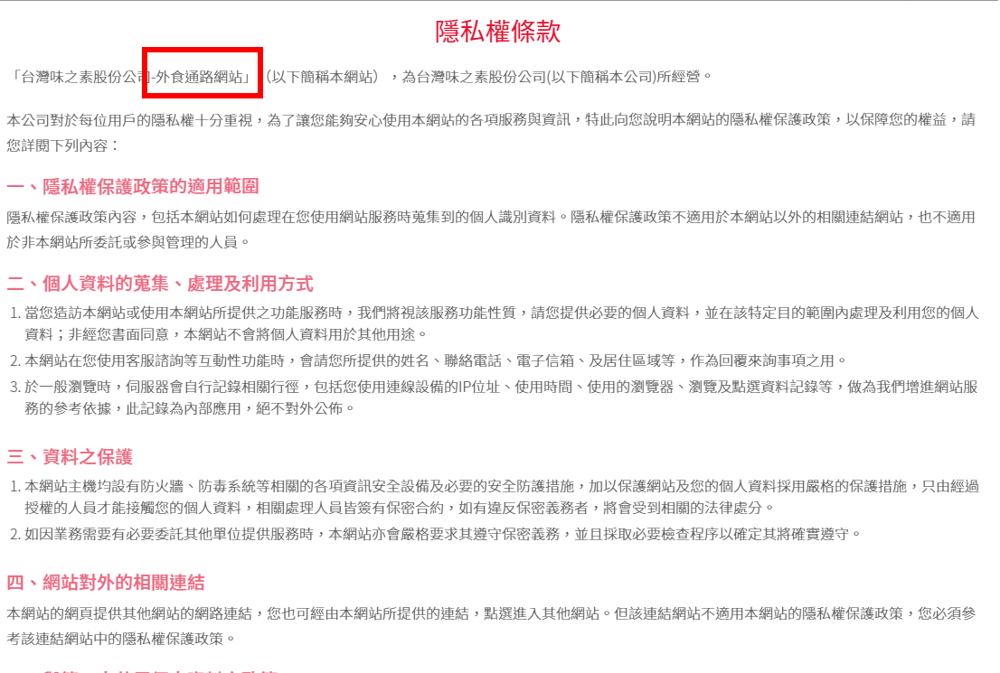 隱私權條款
「台灣味之素股份公司-外食通路網站」（以下簡稱本網站），為台灣味之素股份公司(以下簡稱本公司)所經營。
本公司對於每位用戶的隱私權十分重視，為了讓您能夠安心使用本網站的各項服務與資訊，特此向您說明本網站的隱私權保護政策，以保障您的權益，請
您詳閱下列內容：
一、隱私權保護政策的適用範圍
隱私權保護政策內容，包括本網站如何處理在您使用網站服務時蒐集到的個人識別資料。隱私權保護政策不適用於本網站以外的相關連結網站，也不適用
於非本網站所委託或參與管理的人員。
二、個人資料的蒐集、處理及利用方式
1. 當您造訪本網站或使用本網站所提供之功能服務時，我們將視該服務功能性質，請您提供必要的個人資料，並在該特定目的範圍內處理及利用您的個人
資料；非經您書面同意，本網站不會將個人資料用於其他用途。
2. 本網站在您使用客服諮詢等互動性功能時，會請您所提供的姓名、聯絡電話、電子信箱、及居住區域等，作為回覆來詢事項之用。
3. 於一般瀏覽時，伺服器會自行記錄相關行徑，包括您使用連線設備的IP位址、使用時間、使用的瀏覽器、瀏覽及點選資料記錄等，做為我們增進網站服
務的參考依據，此記錄為內部應用，絕不對外公佈。
三、資料之保護
1. 本網站主機均設有防火牆、防毒系統等相關的各項資訊安全設備及必要的安全防護措施，加以保護網站及您的個人資料採用嚴格的保護措施，只由經過
授權的人員才能接觸您的個人資料，相關處理人員皆簽有保密合約，如有違反保密義務者，將會受到相關的法律處分。
2. 如因業務需要有必要委託其他單位提供服務時，本網站亦會嚴格要求其遵守保密義務，並且採取必要檢查程序以確定其將確實遵守。
四、網站對外的相關連結
本網站的網頁提供其他網站的網路連結，您也可經由本網站所提供的連結，點選進入其他網站。但該連結網站不適用本網站的隱私權保護政策，您必須參
考該連結網站中的隱私權保護政策。